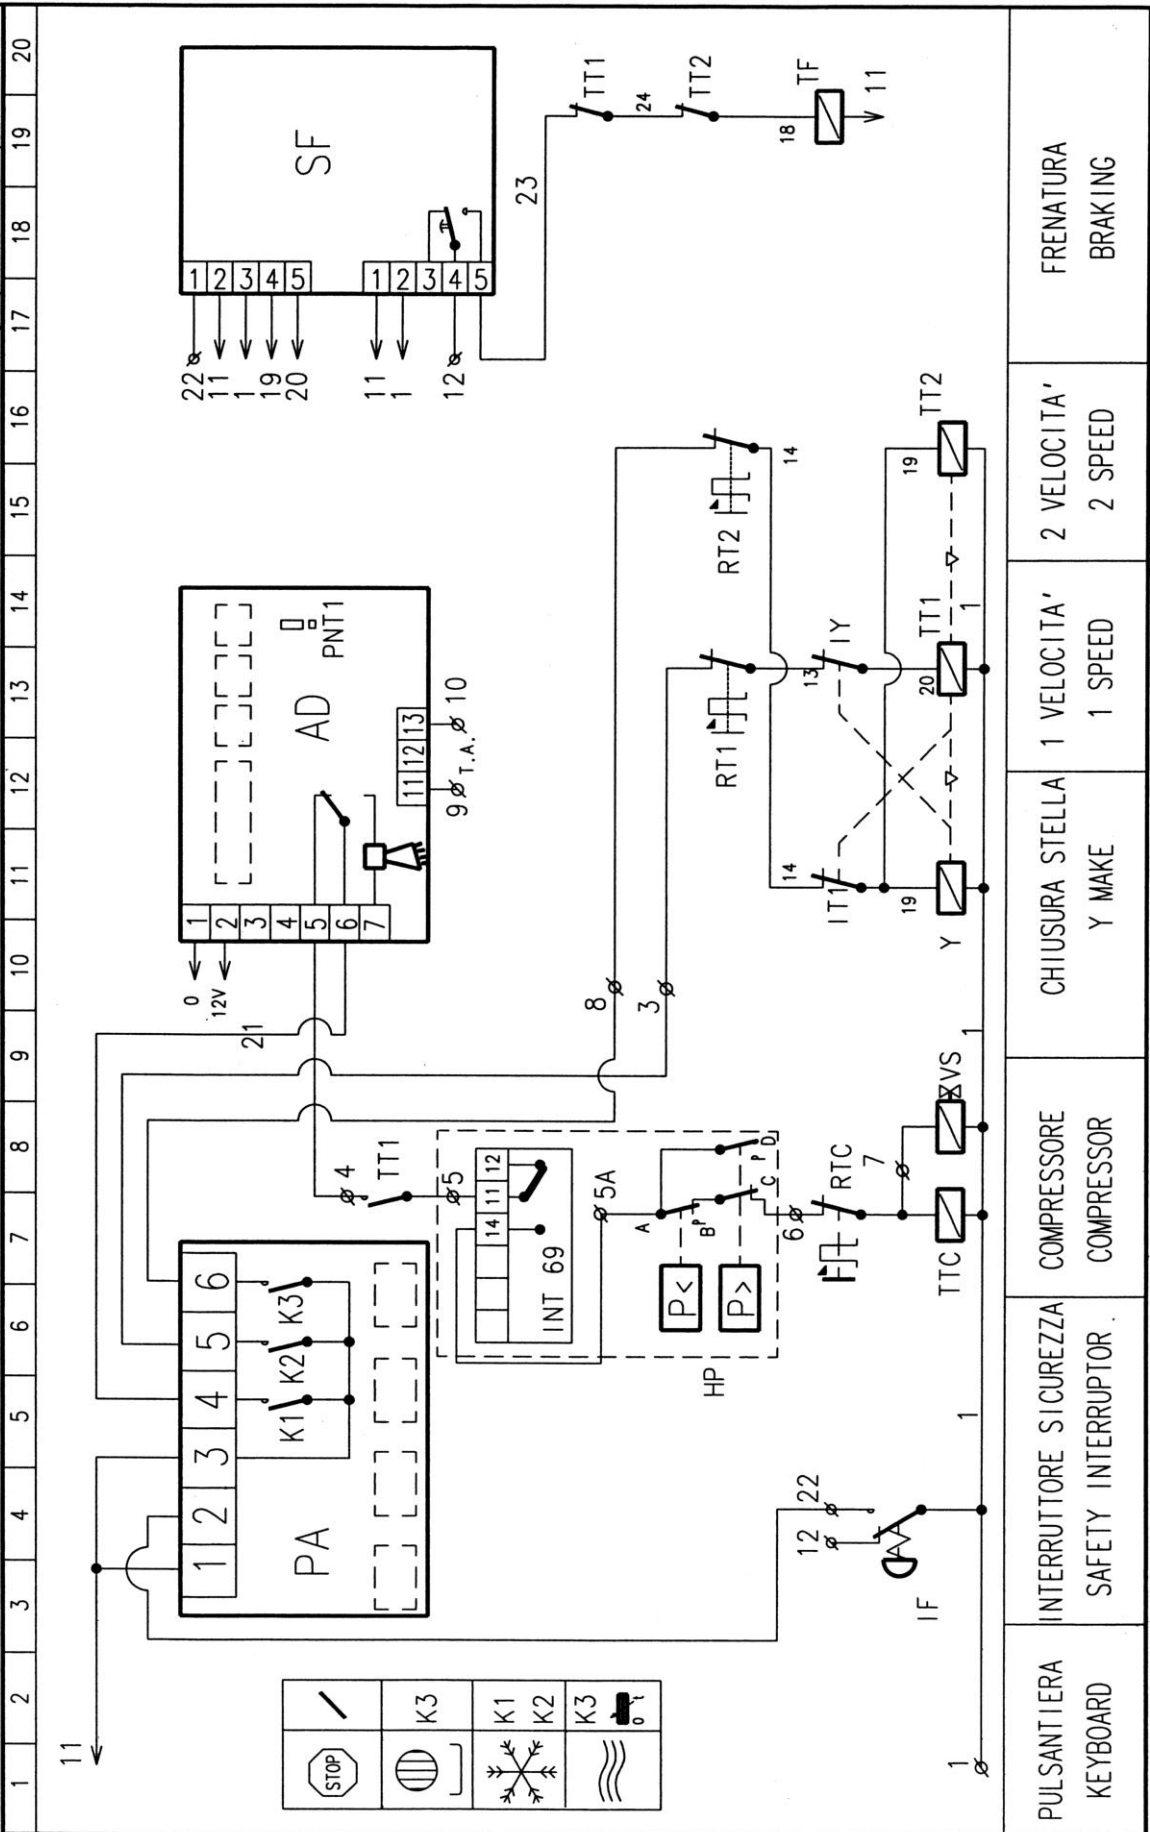 1 2 3 4 5 6 7 8 9 10 11 12 13 14 15 16 17 18 19 20
11
STOP
K3
K1
K2
K3
0 t
PA
1 2 3 4 5 6
K1 K2 K3
21
0
12V
1 2 3 4 5 6 7
AD
PNT1
11 12 13
9 T.A. 10
SF
1 2 3 4 5
22
11
1
19
20
1 2 3 4 5
11
1
12
23
TT1
24
TT2
18
TF
11
4
TT1
5
14 11 12
INT 69
5A
HP
P<
P>
A
B
P
C
P
D
6
RTC
7
TTC
VS
8
3
RT1
RT2
14
13
IY
14
IT1
19
Y
20
TT1
19
TT2
1
1
1
12 22
IF
1
PULSANTIERA
KEYBOARD
INTERRUTTORE SICUREZZA
SAFETY INTERRUPTOR.
COMPRESSORE
COMPRESSOR
CHIUSURA STELLA
Y MAKE
1 VELOCITA'
1 SPEED
2 VELOCITA'
2 SPEED
FRENATURA
BRAKING